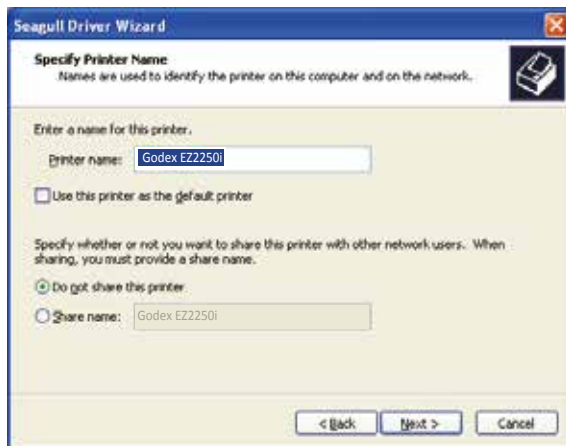 Seagull Driver Wizard
Specify Printer Name
Names are used to identify the printer on this computer and on the network.
Enter a name for this printer.
Printer name: Godex EZ2250i
Use this printer as the default printer
Specify whether or not you want to share this printer with other network users. When
sharing, you must provide a share name.
Do not share this printer
Share name: Godex EZ2250i
< Back Next > Cancel